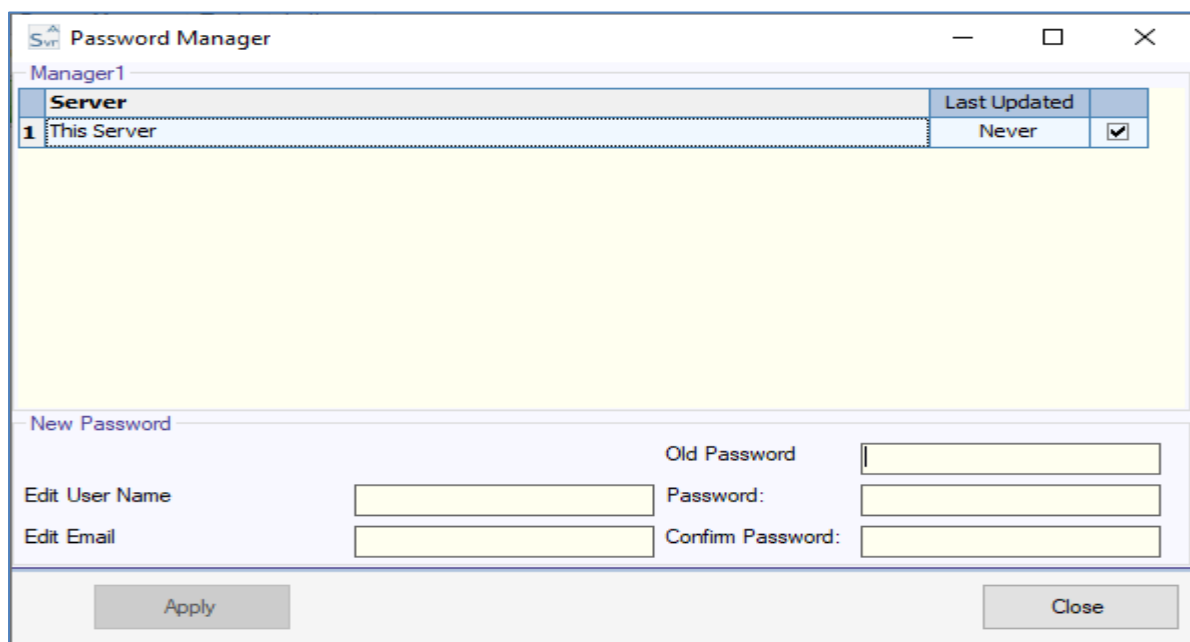 Svr Password Manager
Manager1
Server Last Updated
1 This Server Never
New Password
Old Password
Edit User Name Password:
Edit Email Confirm Password:
Apply Close